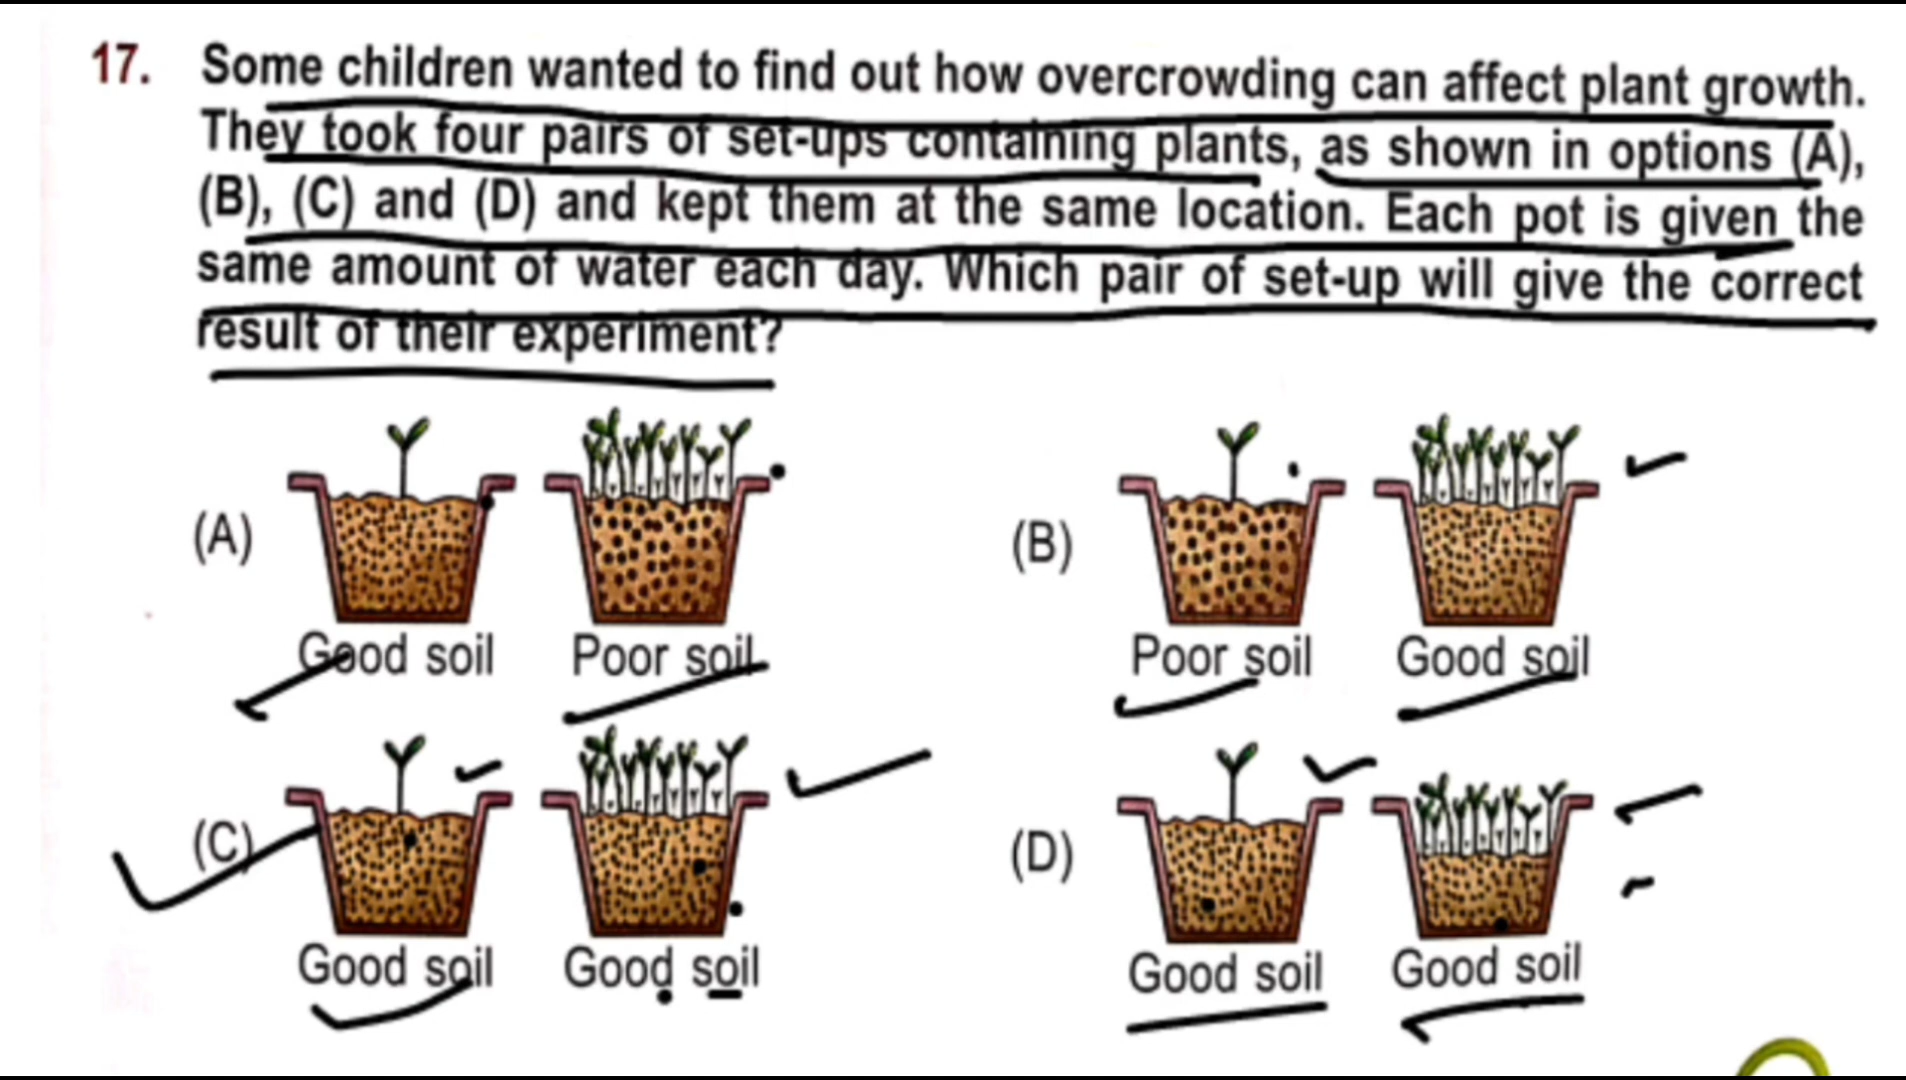 17. Some children wanted to find out how overcrowding can affect plant growth.
They took four pairs of set-ups containing plants, as shown in options (A),
(B), (C) and (D) and kept them at the same location. Each pot is given the
same amount of water each day. Which pair of set-up will give the correct
result of their experiment?
(A)
Good soil Poor soil
(B)
Poor soil Good soil
(C)
Good soil Good soil
(D)
Good soil Good soil